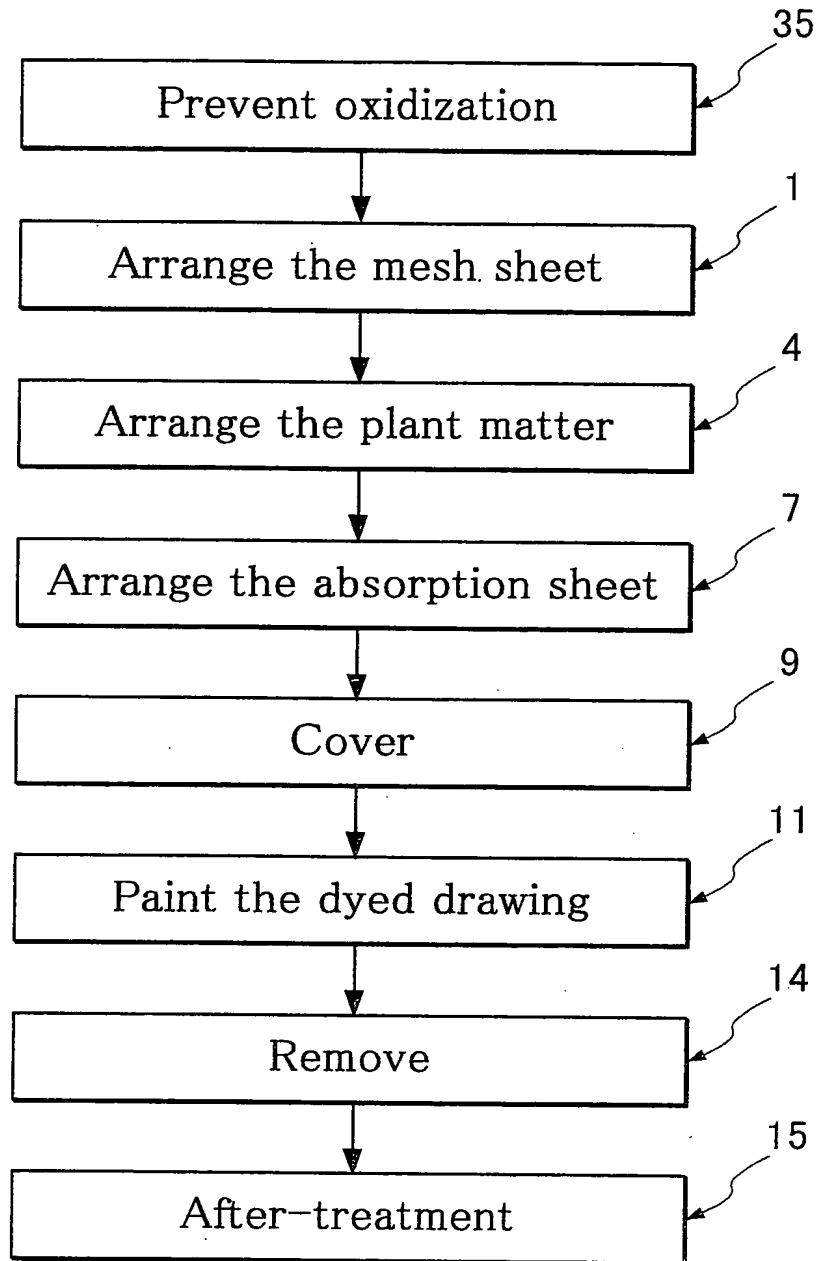 35
Prevent oxidization
1
Arrange the mesh sheet
4
Arrange the plant matter
7
Arrange the absorption sheet
9
Cover
11
Paint the dyed drawing
14
Remove
15
After-treatment